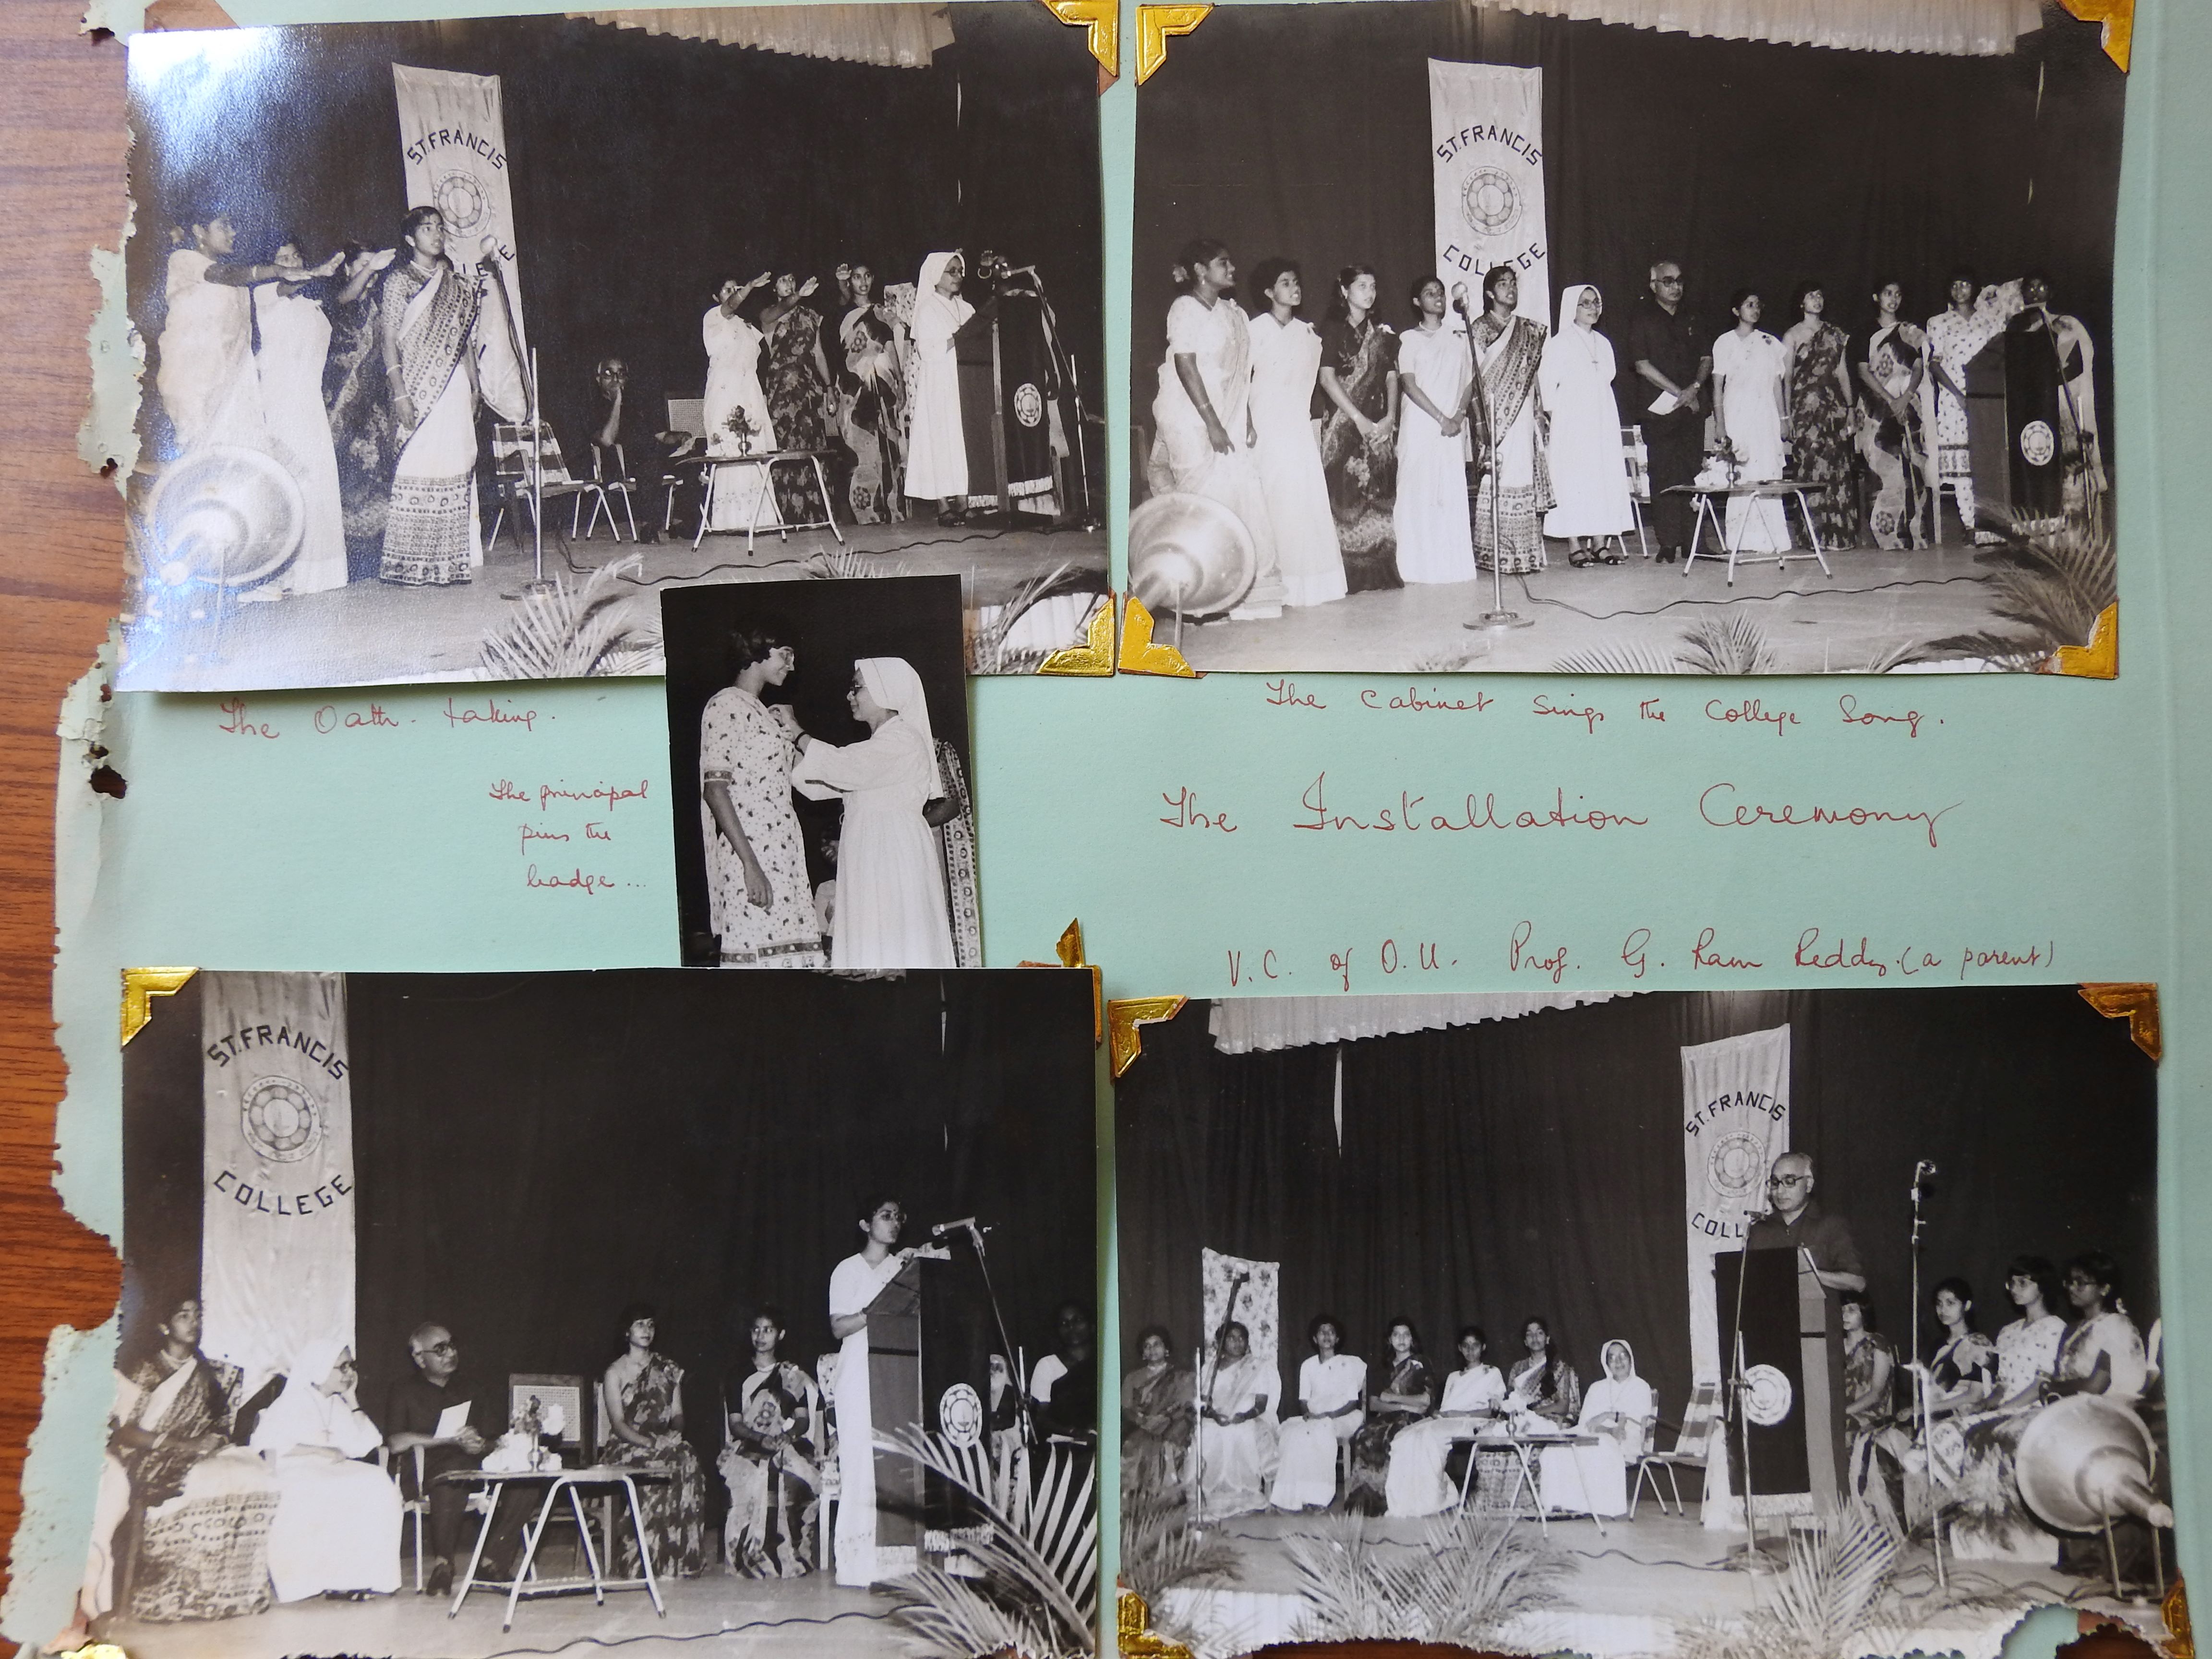 ST. FRANCIS
COLLEGE
ST. FRANCIS
COLLEGE
The Oath-taking.
The Cabinet Sings the College Song.
The principal
pins the
badge...
The Installation Ceremony
V.C. of O.U. Prof. G. Ram Reddy. (a parent)
ST. FRANCIS
COLLEGE
ST. FRANCIS
COLL